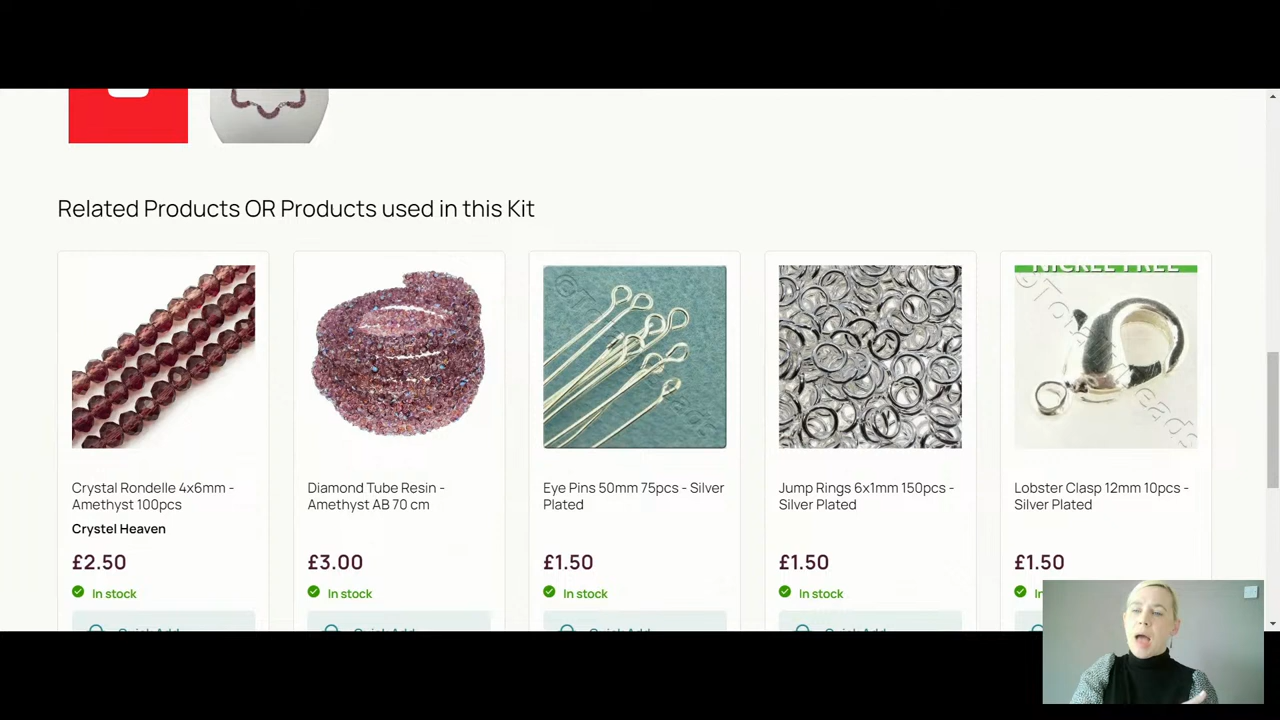 Related Products OR Products used in this Kit
NICKEL FREE
Crystal Rondelle 4x6mm -
Amethyst 100pcs
Crystel Heaven
£2.50
In stock
Diamond Tube Resin -
Amethyst AB 70 cm
£3.00
In stock
Eye Pins 50mm 75pcs - Silver
Plated
£1.50
In stock
Jump Rings 6x1mm 150pcs -
Silver Plated
£1.50
In stock
Lobster Clasp 12mm 10pcs -
Silver Plated
£1.50